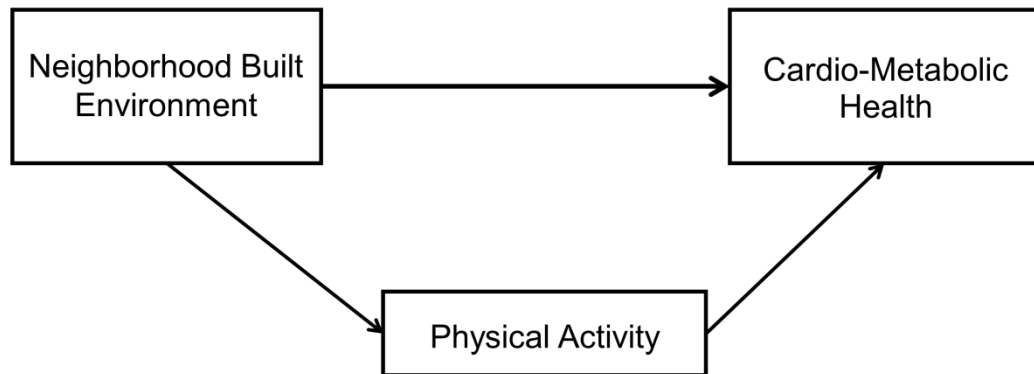 Neighborhood Built
Environment
Cardio-Metabolic
Health
Physical Activity